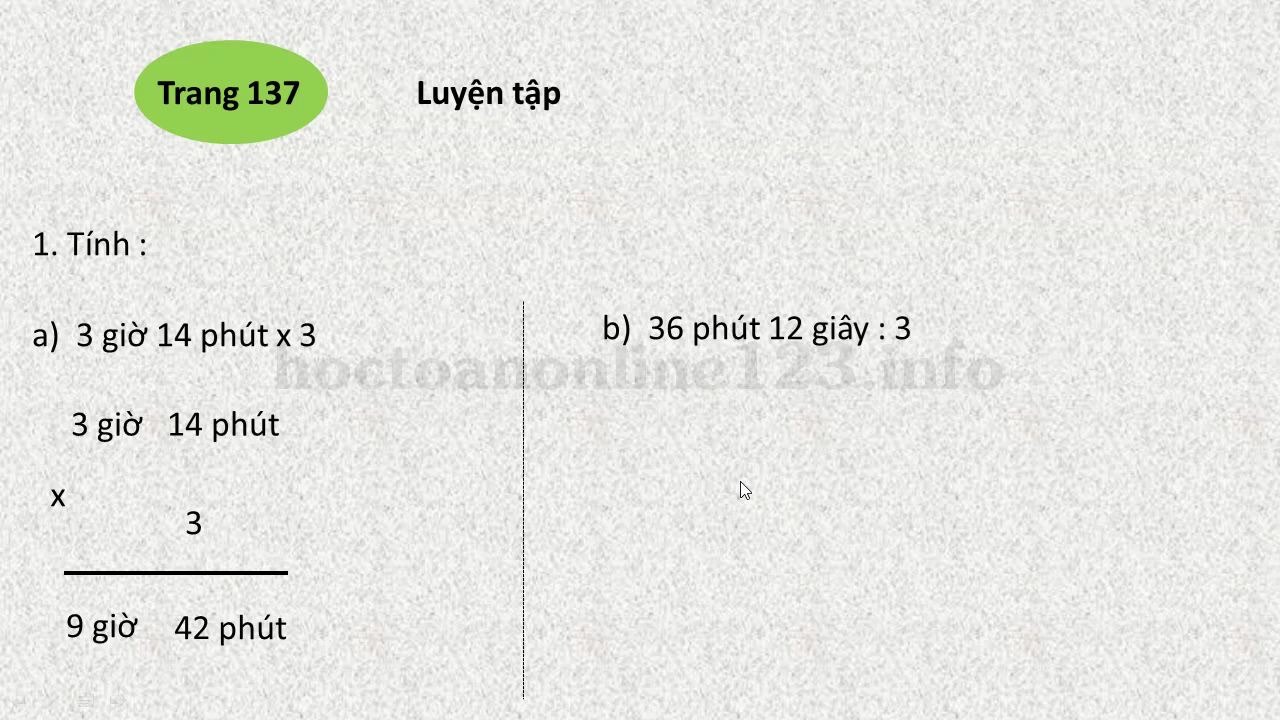 Trang 137
Luyện tập
1. Tính :
a) 3 giờ 14 phút x 3
3 giờ 14 phút
x
3
9 giờ 42 phút
b) 36 phút 12 giây : 3
hoctoanonline123.info